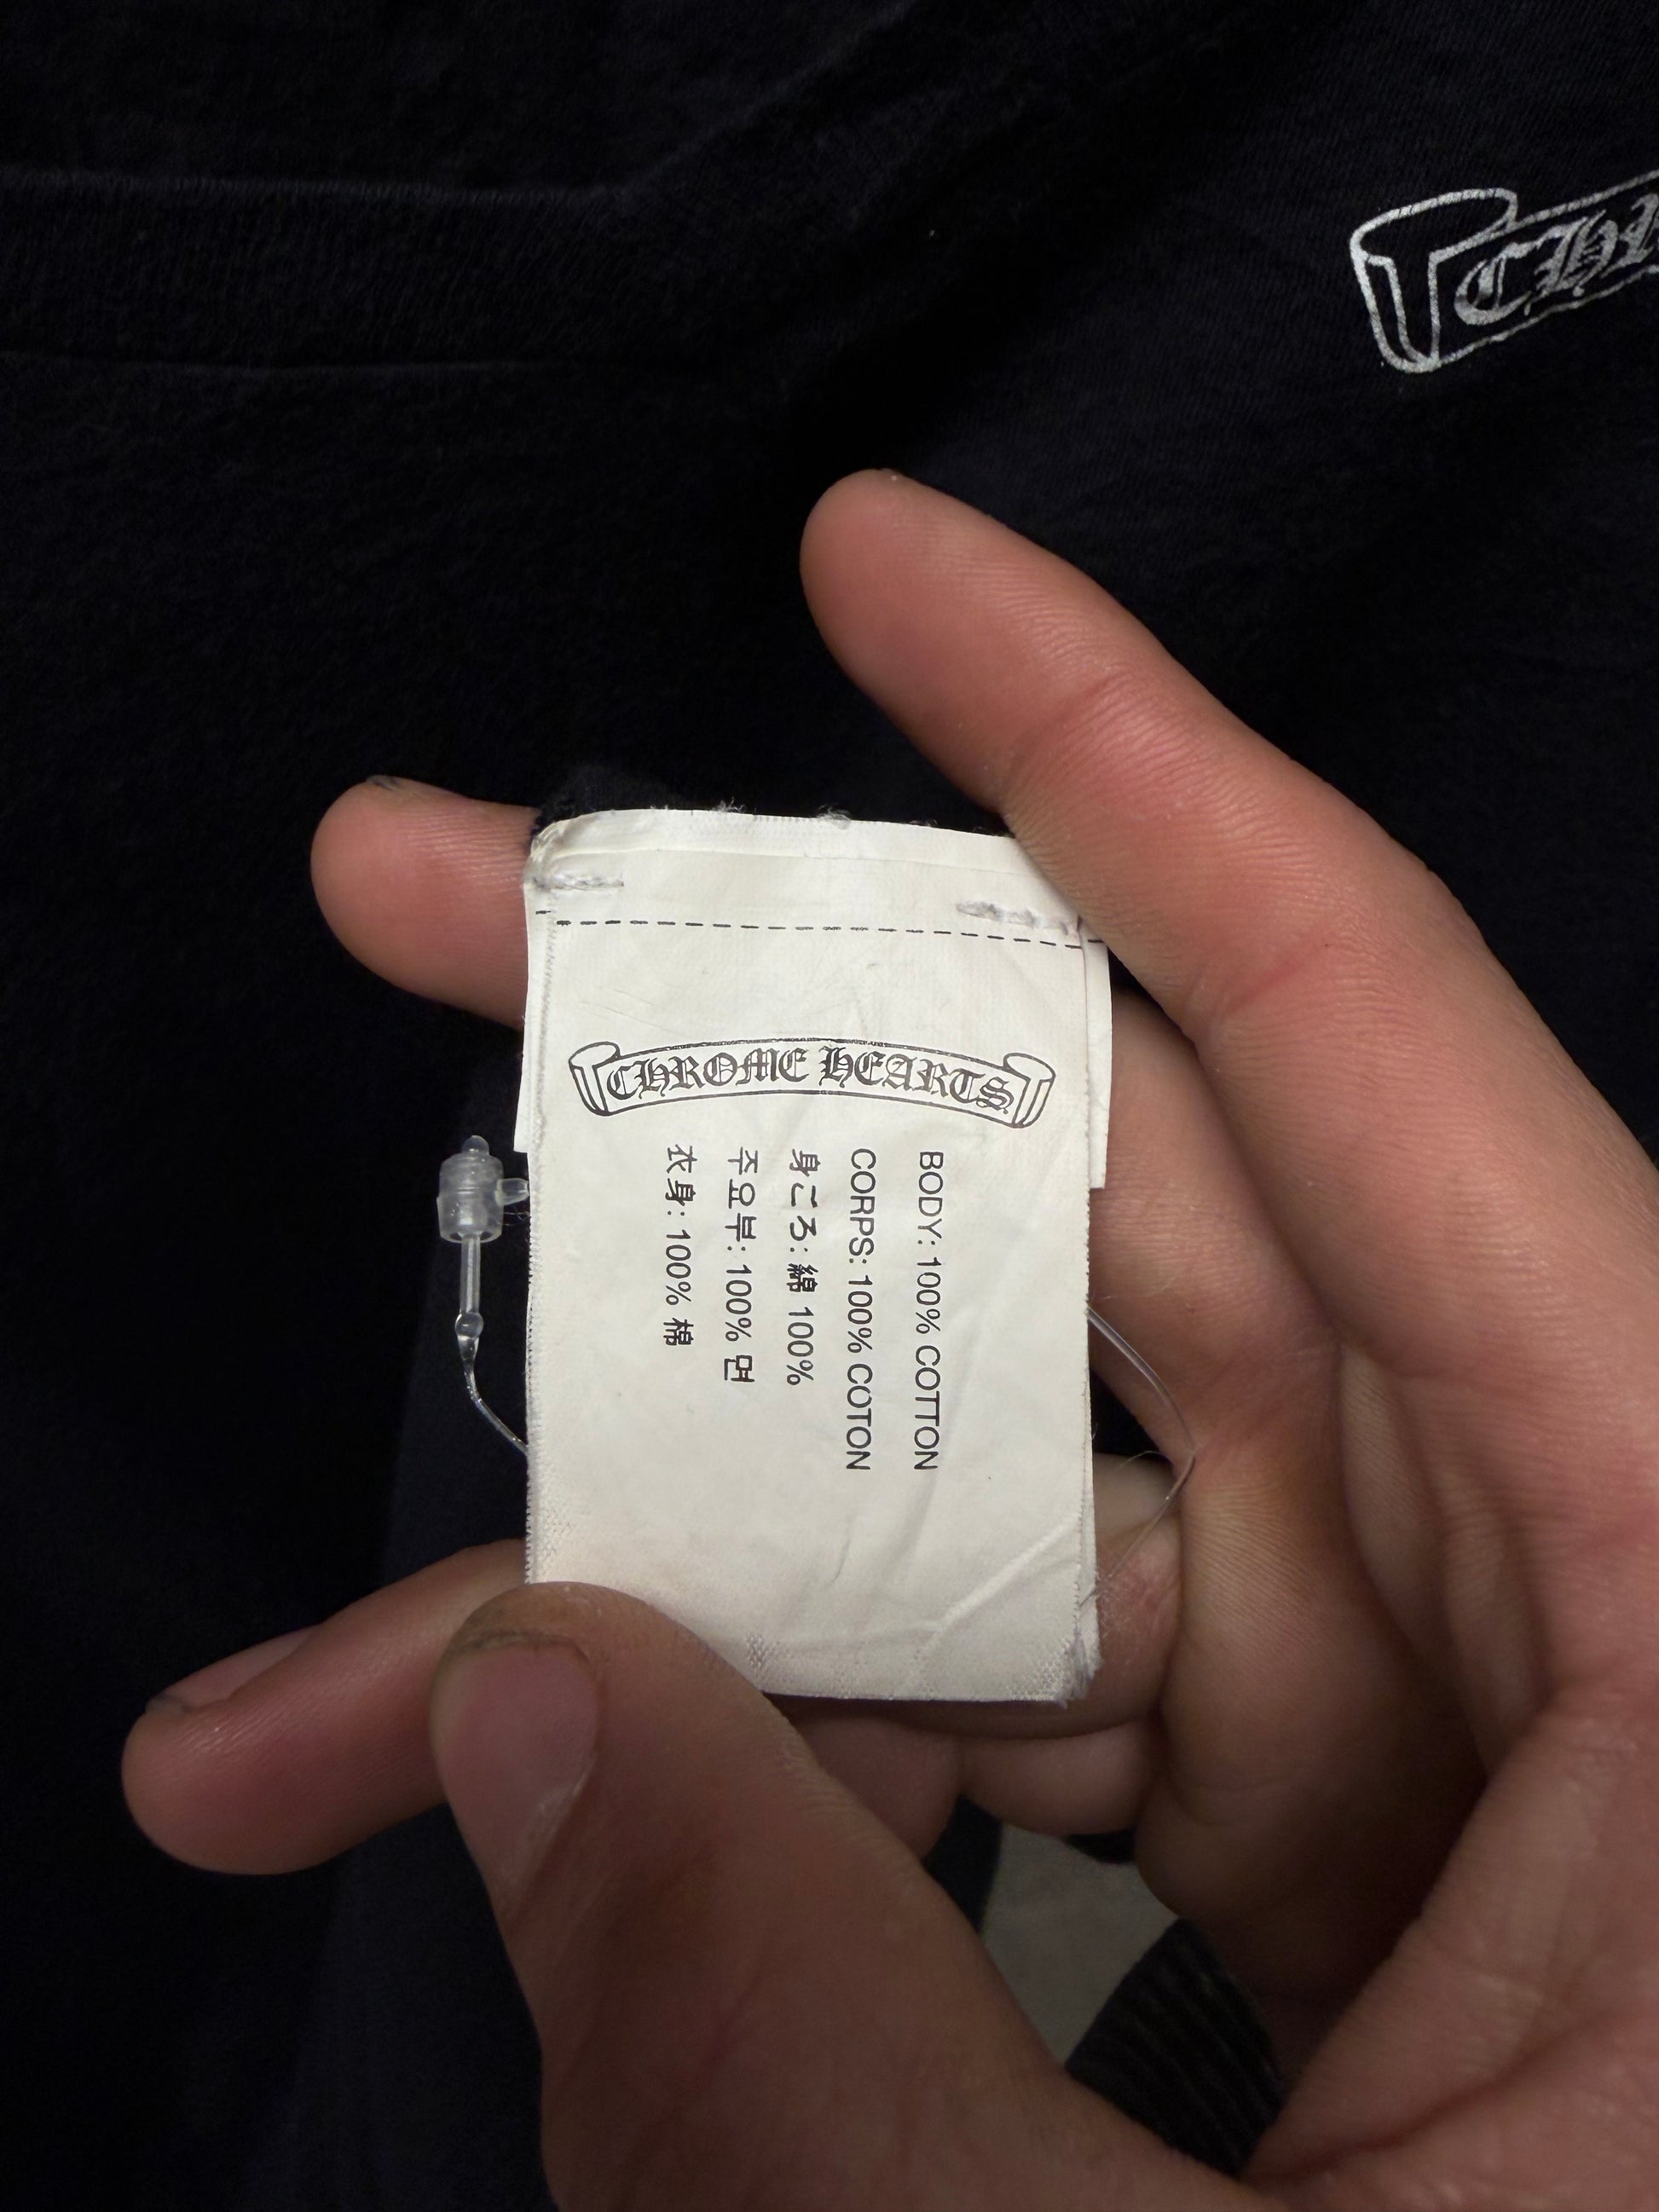 CHROME HEARTS
BODY: 100% COTTON
CORPS: 100% COTON
身ごろ: 綿 100%
주요부: 100% 면
衣身: 100% 棉